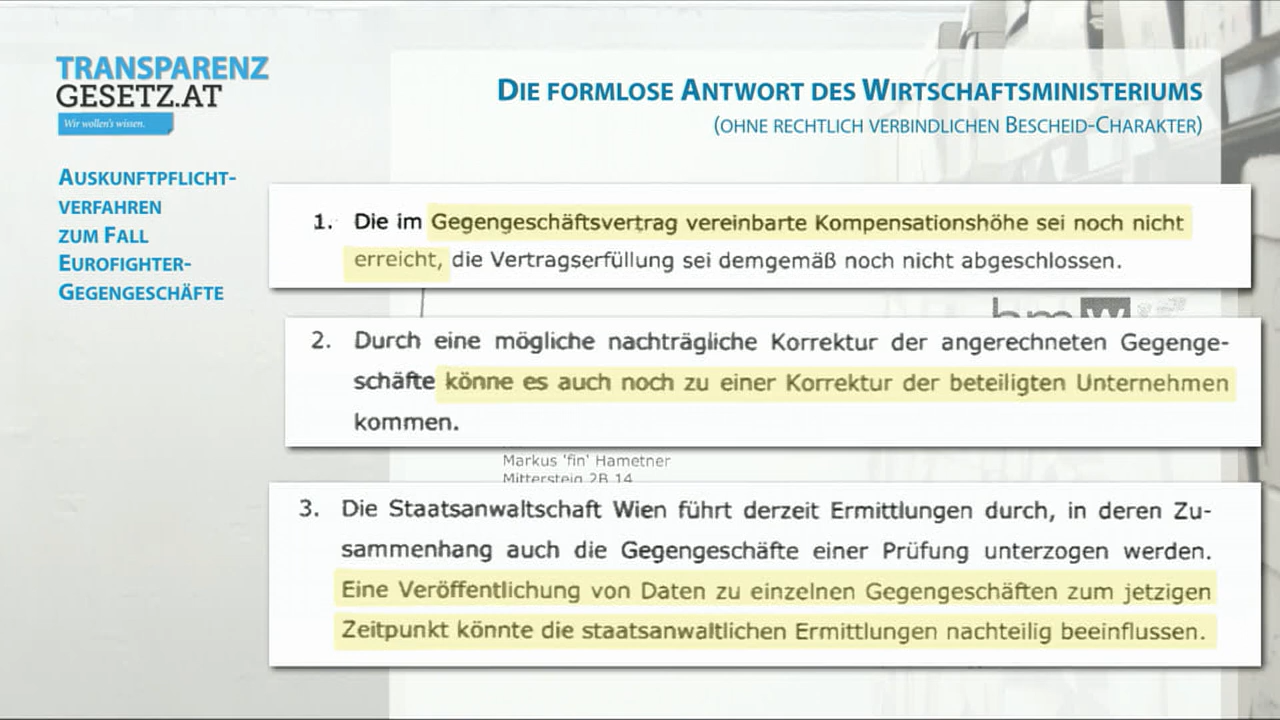 TRANSPARENZ
GESETZ.AT
Wir wollen's wissen.
DIE FORMLOSE ANTWORT DES WIRTSCHAFTSMINISTERIUMS
(OHNE RECHTLICH VERBINDLICHEN BESCHEID-CHARAKTER)
AUSKUNFTPFLICHT-
VERFAHREN
ZUM FALL
EUROFIGHTER-
GEGENGESCHÄFTE
1. Die im Gegengeschäftsvertrag vereinbarte Kompensationshöhe sei noch nicht
erreicht, die Vertragserfüllung sei demgemäß noch nicht abgeschlossen.
bmw
2. Durch eine mögliche nachträgliche Korrektur der angerechneten Gegenge-
schäfte könne es auch noch zu einer Korrektur der beteiligten Unternehmen
kommen.
Markus 'fin' Hametner
Mittersteig 2B 14
3. Die Staatsanwaltschaft Wien führt derzeit Ermittlungen durch, in deren Zu-
sammenhang auch die Gegengeschäfte einer Prüfung unterzogen werden.
Eine Veröffentlichung von Daten zu einzelnen Gegengeschäften zum jetzigen
Zeitpunkt könnte die staatsanwaltlichen Ermittlungen nachteilig beeinflussen.